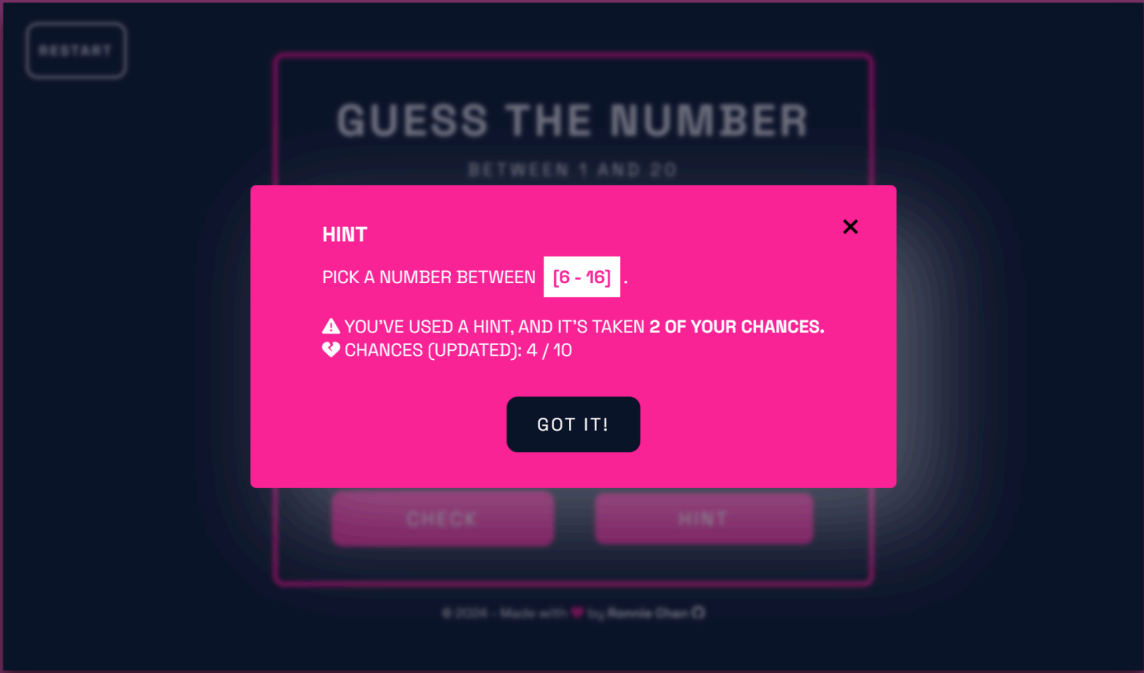 RESTART
GUESS THE NUMBER
BETWEEN 1 AND 20
HINT
PICK A NUMBER BETWEEN [6 - 16] .
YOU'VE USED A HINT, AND IT'S TAKEN 2 OF YOUR CHANCES.
CHANCES (UPDATED): 4 / 10
GOT IT!
CHECK HINT
© 2024 - Made with by Ronnie Chan